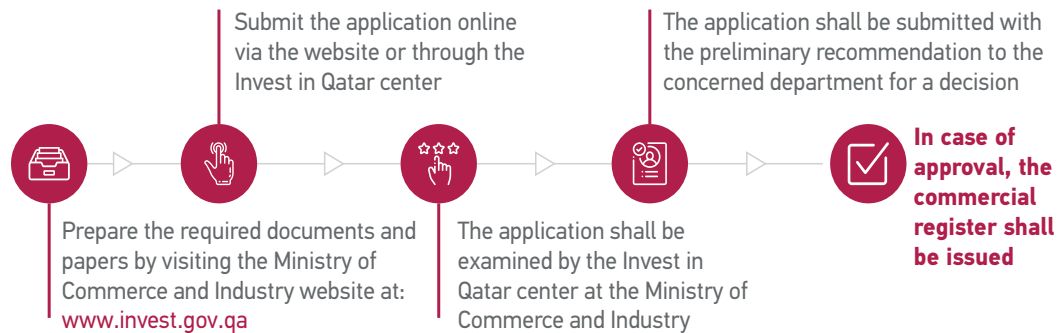 Submit the application online
via the website or through the
Invest in Qatar center
The application shall be submitted with
the preliminary recommendation to the
concerned department for a decision
In case of
approval, the
commercial
register shall
be issued
Prepare the required documents and
papers by visiting the Ministry of
Commerce and Industry website at:
www.invest.gov.qa
The application shall be
examined by the Invest in
Qatar center at the Ministry of
Commerce and Industry